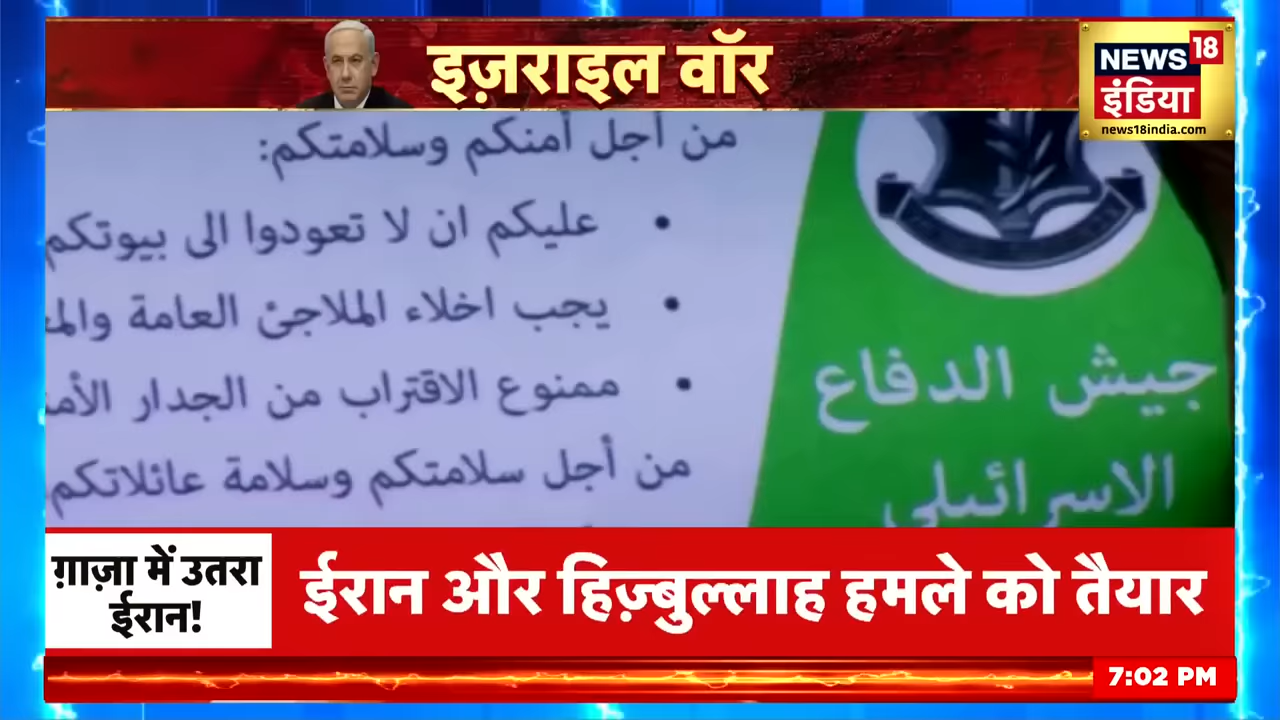 इज़राइल वॉर
NEWS 18
इंडिया
news18india.com
من أجل أمنكم وسلامتكم:
• عليكم ان لا تعودوا الى بيوتكم
• يجب اخلاء الملاجئ العامة
• ممنوع الاقتراب من الجدار
من أجل سلامتكم وسلامة عائلاتكم
جيش الدفاع
الاسرائيلي
ग़ाज़ा में उतरा
ईरान!
ईरान और हिज़्बुल्लाह हमले को तैयार
7:02 PM